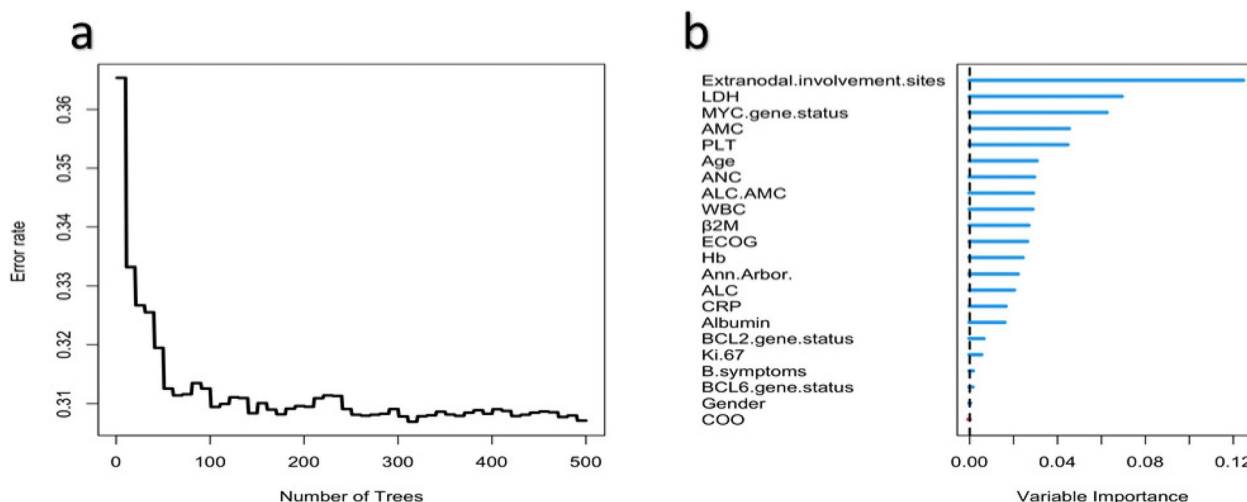 a
0.36
0.35
0.34
0.33
0.32
0.31
Error rate
0 100 200 300 400 500
Number of Trees
b
Extranodal.involvement.sites
LDH
MYC.gene.status
AMC
PLT
Age
ANC
ALC.AMC
WBC
β2M
ECOG
Hb
Ann.Arbor.
ALC
CRP
Albumin
BCL2.gene.status
Ki.67
B.symptoms
BCL6.gene.status
Gender
COO
0.00 0.04 0.08 0.12
Variable Importance